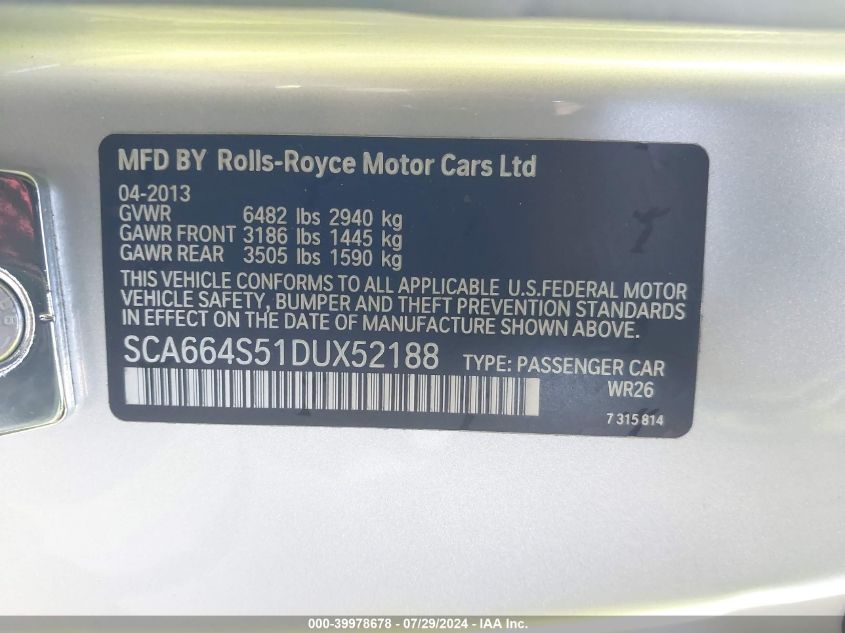 MFD BY Rolls-Royce Motor Cars Ltd
04-2013
GVWR 6482 lbs 2940 kg
GAWR FRONT 3186 lbs 1445 kg
GAWR REAR 3505 lbs 1590 kg
THIS VEHICLE CONFORMS TO ALL APPLICABLE U.S.FEDERAL MOTOR
VEHICLE SAFETY, BUMPER AND THEFT PREVENTION STANDARDS
IN EFFECT ON THE DATE OF MANUFACTURE SHOWN ABOVE.
SCA664S51DUX52188 TYPE: PASSENGER CAR
WR26
7 315 814
000-39978678 - 07/29/2024 - IAA Inc.